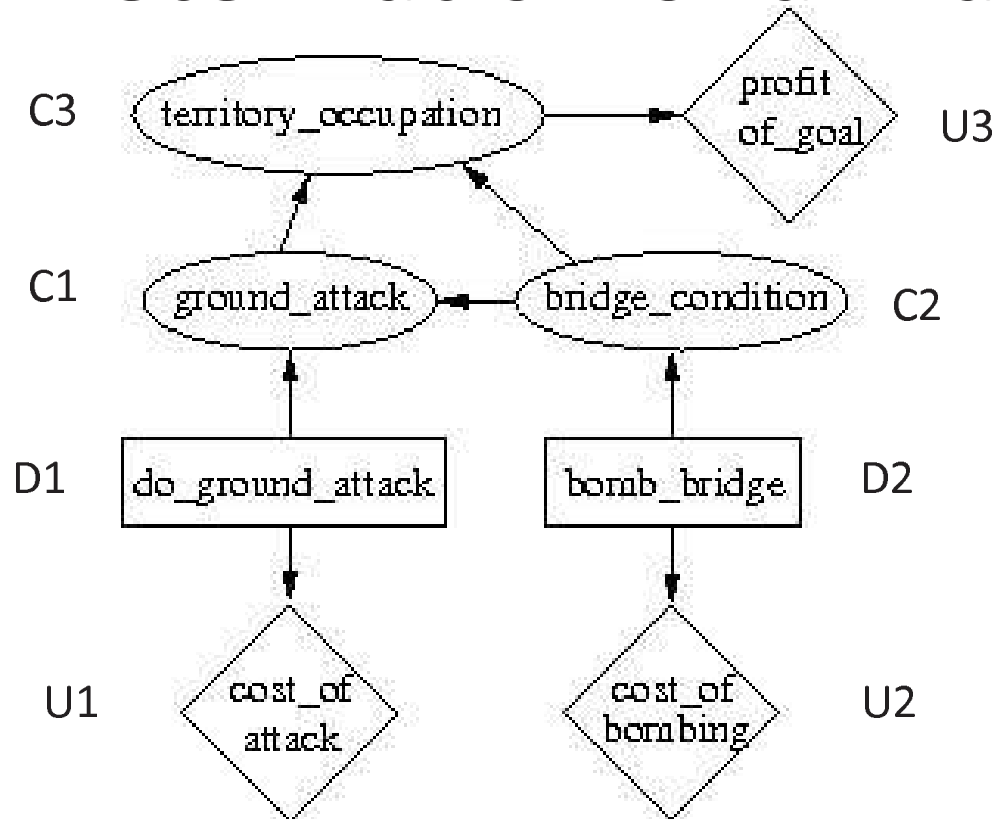 C3
territory_occupation
profit
of_goal
U3
C1
ground_attack
bridge_condition
C2
D1
do_ground_attack
bomb_bridge
D2
U1
cost_of
attack
cost_of
bombing
U2